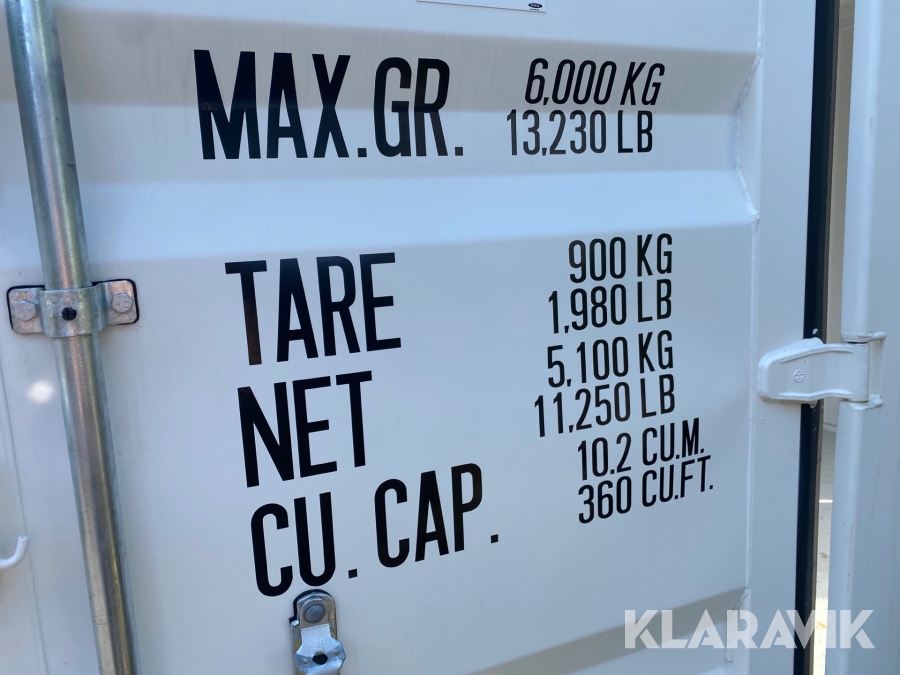 MAX.GR. 6,000 KG
13,230 LB
TARE 900 KG
1,980 LB
NET 5,100 KG
11,250 LB
CU.CAP. 10.2 CU.M.
360 CU.FT.
KLARAVIK